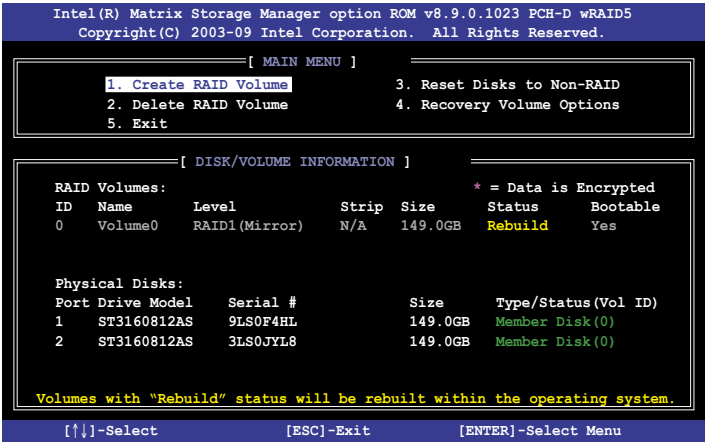 Intel(R) Matrix Storage Manager option ROM v8.9.0.1023 PCH-D wRAID5
Copyright(C) 2003-09 Intel Corporation. All Rights Reserved.
[ MAIN MENU ]
1. Create RAID Volume 3. Reset Disks to Non-RAID
2. Delete RAID Volume 4. Recovery Volume Options
5. Exit
[ DISK/VOLUME INFORMATION ]
RAID Volumes: * = Data is Encrypted
ID Name Level Strip Size Status Bootable
0 Volume0 RAID1(Mirror) N/A 149.0GB Rebuild Yes
Physical Disks:
Port Drive Model Serial # Size Type/Status(Vol ID)
1 ST3160812AS 9LS0F4HL 149.0GB Member Disk(0)
2 ST3160812AS 3LS0JYL8 149.0GB Member Disk(0)
Volumes with “Rebuild” status will be rebuilt within the operating system.
[↑↓]-Select [ESC]-Exit [ENTER]-Select Menu